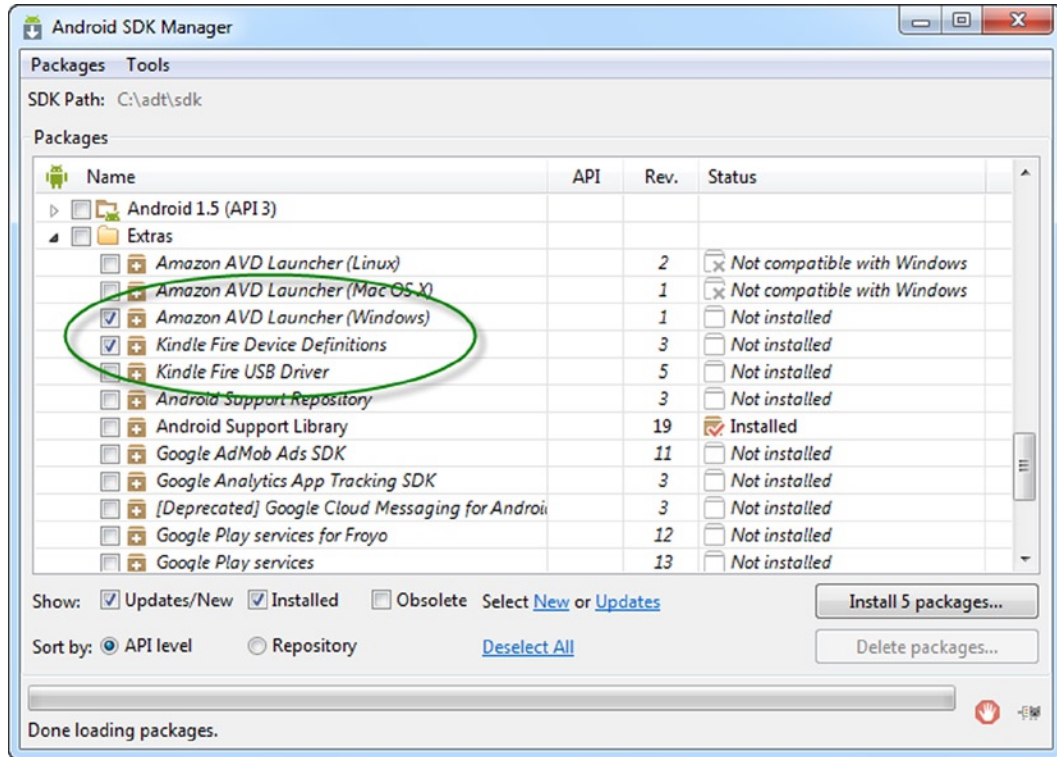 Android SDK Manager
Packages Tools
SDK Path: C:\adt\sdk
Packages
Name API Rev. Status
Android 1.5 (API 3)
Extras
Amazon AVD Launcher (Linux) 2 Not compatible with Windows
Amazon AVD Launcher (Mac OS X) 1 Not compatible with Windows
Amazon AVD Launcher (Windows) 1 Not installed
Kindle Fire Device Definitions 3 Not installed
Kindle Fire USB Driver 5 Not installed
Android Support Repository 3 Not installed
Android Support Library 19 Installed
Google AdMob Ads SDK 11 Not installed
Google Analytics App Tracking SDK 3 Not installed
[Deprecated] Google Cloud Messaging for Androi 3 Not installed
Google Play services for Froyo 12 Not installed
Google Play services 13 Not installed
Show: Updates/New Installed Obsolete Select New or Updates Install 5 packages...
Sort by: API level Repository Deselect All Delete packages...
Done loading packages.